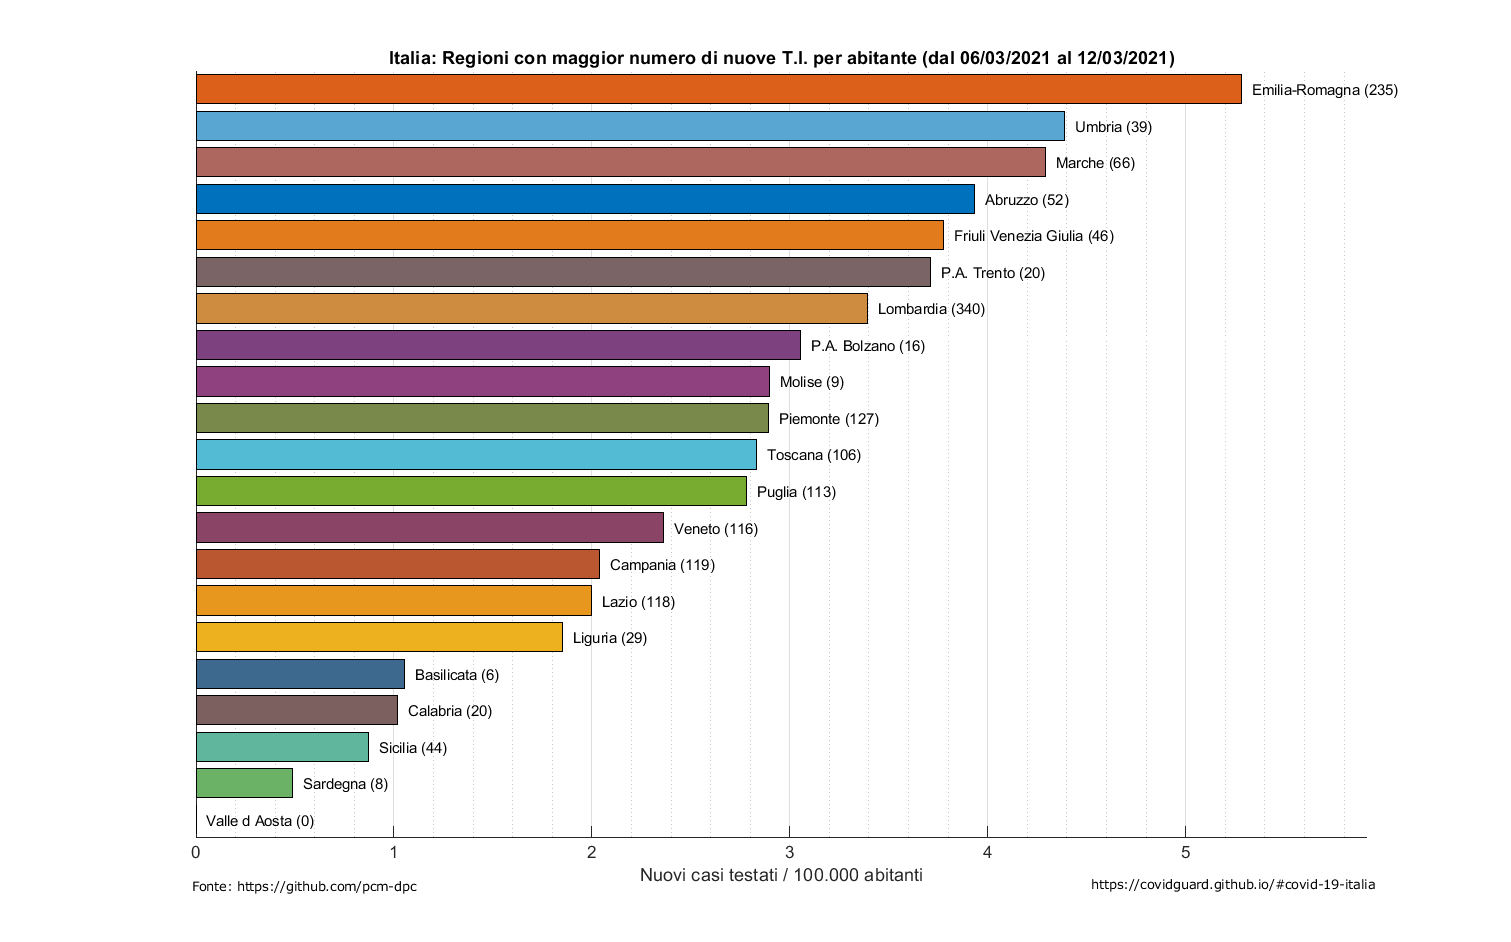 Italia: Regioni con maggior numero di nuove T.I. per abitante (dal 06/03/2021 al 12/03/2021)
Emilia-Romagna (235)
Umbria (39)
Marche (66)
Abruzzo (52)
Friuli Venezia Giulia (46)
P.A. Trento (20)
Lombardia (340)
P.A. Bolzano (16)
Molise (9)
Piemonte (127)
Toscana (106)
Puglia (113)
Veneto (116)
Campania (119)
Lazio (118)
Liguria (29)
Basilicata (6)
Calabria (20)
Sicilia (44)
Sardegna (8)
Valle d Aosta (0)
0 1 2 3 4 5
Nuovi casi testati / 100.000 abitanti
Fonte: https://github.com/pcm-dpc
https://covidguard.github.io/#covid-19-italia